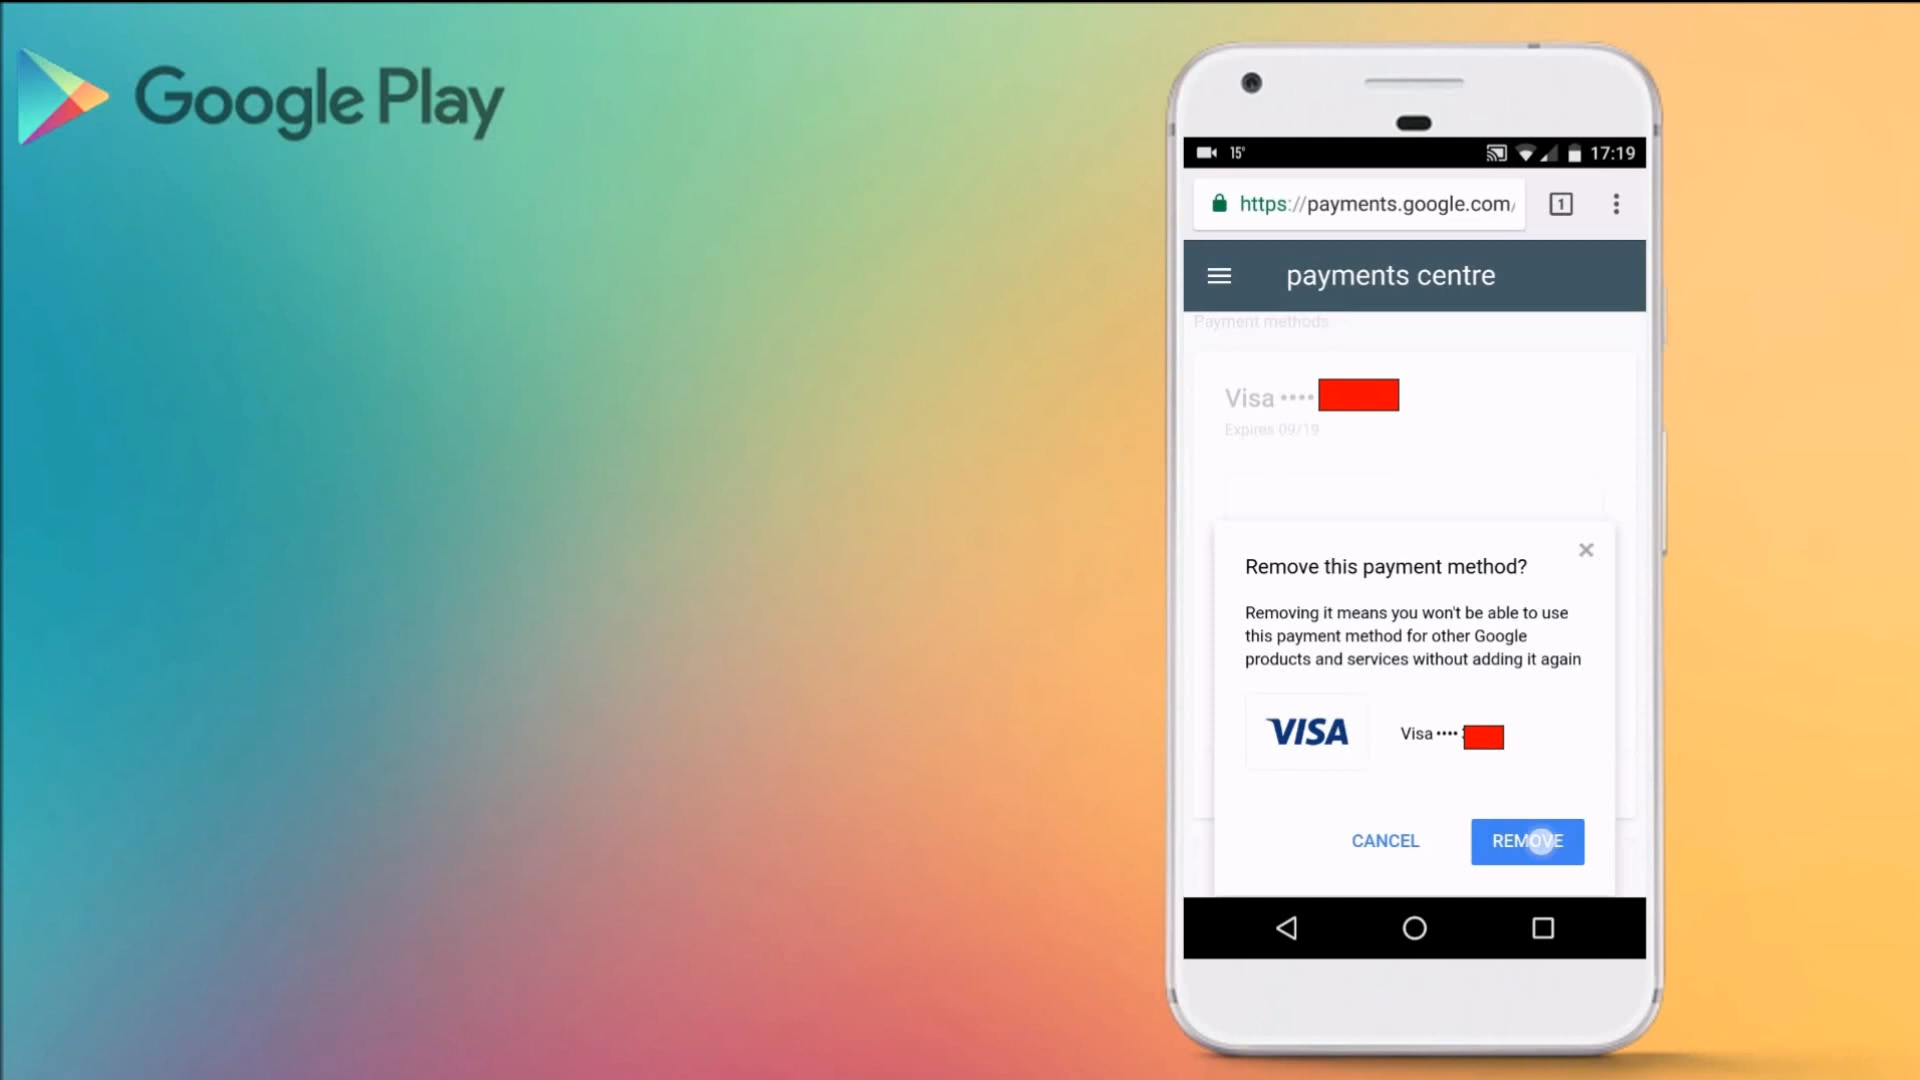 Google Play
15°
17:19
https://payments.google.com/
1
payments centre
Payment methods
Visa ••••
Expires 09/19
Remove this payment method?
Removing it means you won't be able to use
this payment method for other Google
products and services without adding it again
VISA
Visa ••••
CANCEL
REMOVE